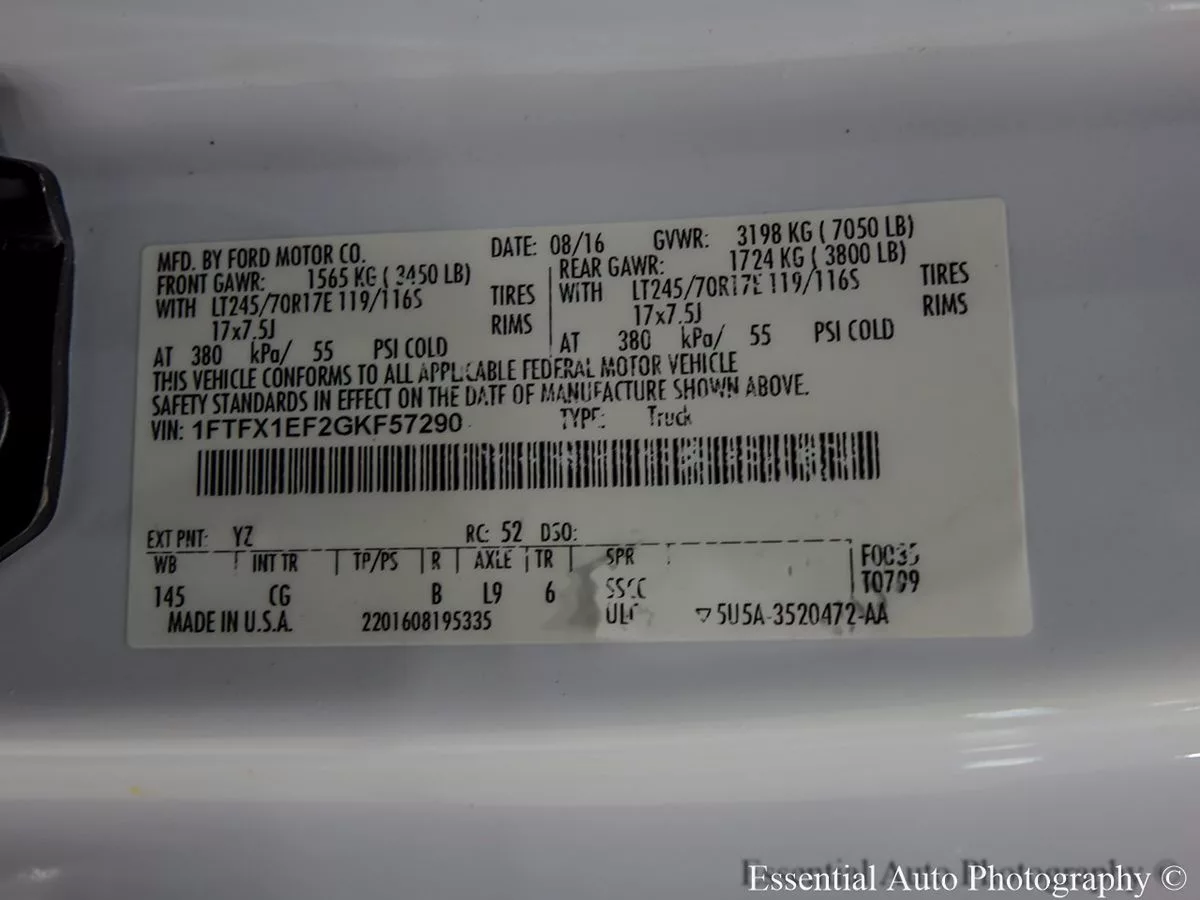 MFD. BY FORD MOTOR CO. DATE: 08/16 GVWR: 3198 KG ( 7050 LB)
FRONT GAWR: 1565 KG ( 3450 LB) REAR GAWR: 1724 KG ( 3800 LB)
WITH LT245/70R17E 119/116S TIRES WITH LT245/70R17E 119/116S TIRES
17x7.5J RIMS 17x7.5J RIMS
AT 380 kPa/ 55 PSI COLD AT 380 kPa/ 55 PSI COLD
THIS VEHICLE CONFORMS TO ALL APPLICABLE FEDERAL MOTOR VEHICLE
SAFETY STANDARDS IN EFFECT ON THE DATE OF MANUFACTURE SHOWN ABOVE.
VIN: 1FTFX1EF2GKF57290 TYPE: Truck
EXT PNT: YZ RC: 52 DSO:
WB INT TR TP/PS R AXLE TR SPR
145 CG B L9 6
MADE IN U.S.A. 2201608195335 ▽5U5A-3520472-AA
Essential Auto Photography ©